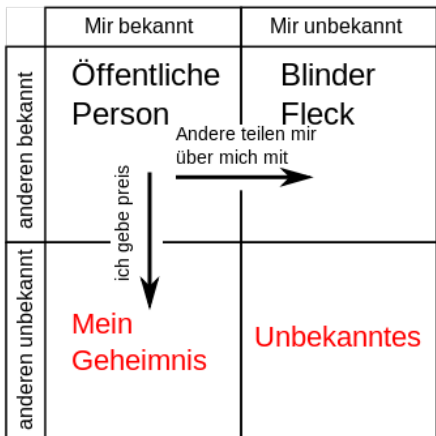 Mir bekannt
Mir unbekannt
anderen bekannt
Öffentliche
Person
Blinder
Fleck
Andere teilen mir
über mich mit
ich gebe preis
anderen unbekannt
Mein
Geheimnis
Unbekanntes